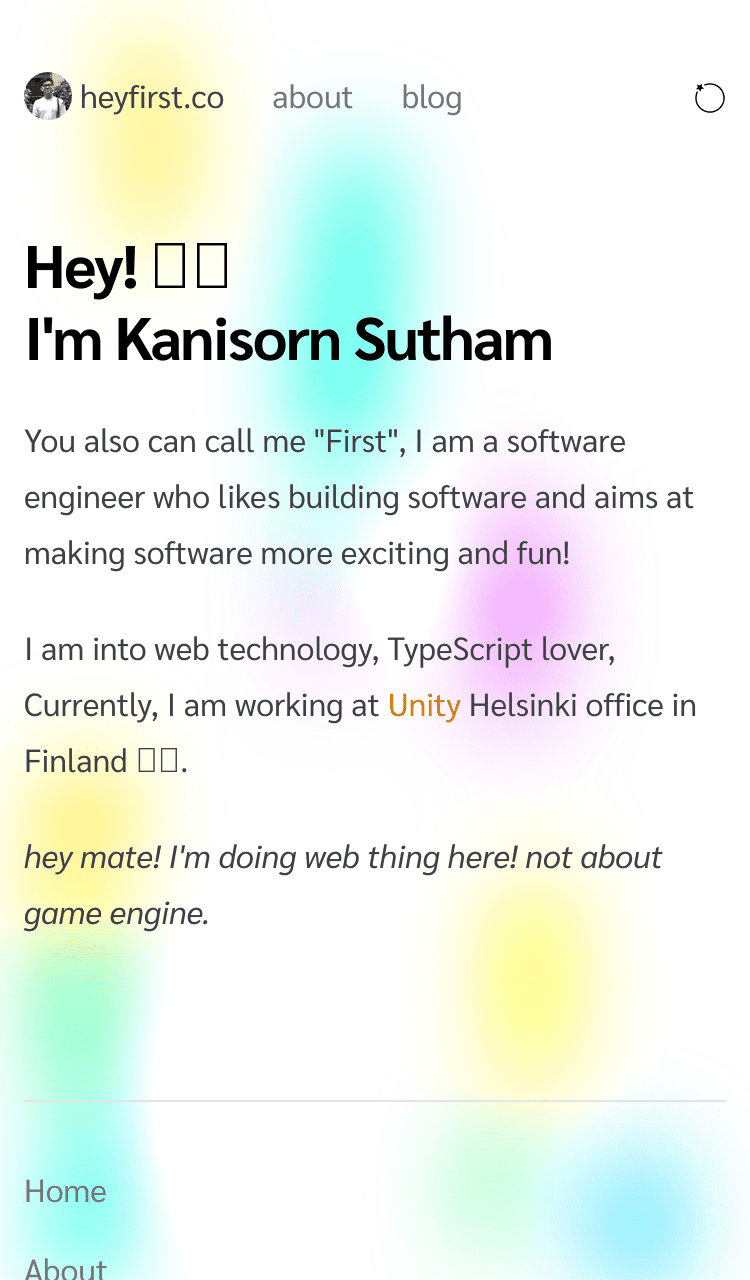 heyfirst.co about blog
Hey!
I'm Kanisorn Sutham
You also can call me "First", I am a software
engineer who likes building software and aims at
making software more exciting and fun!
I am into web technology, TypeScript lover,
Currently, I am working at Unity Helsinki office in
Finland .
hey mate! I'm doing web thing here! not about
game engine.
Home
About